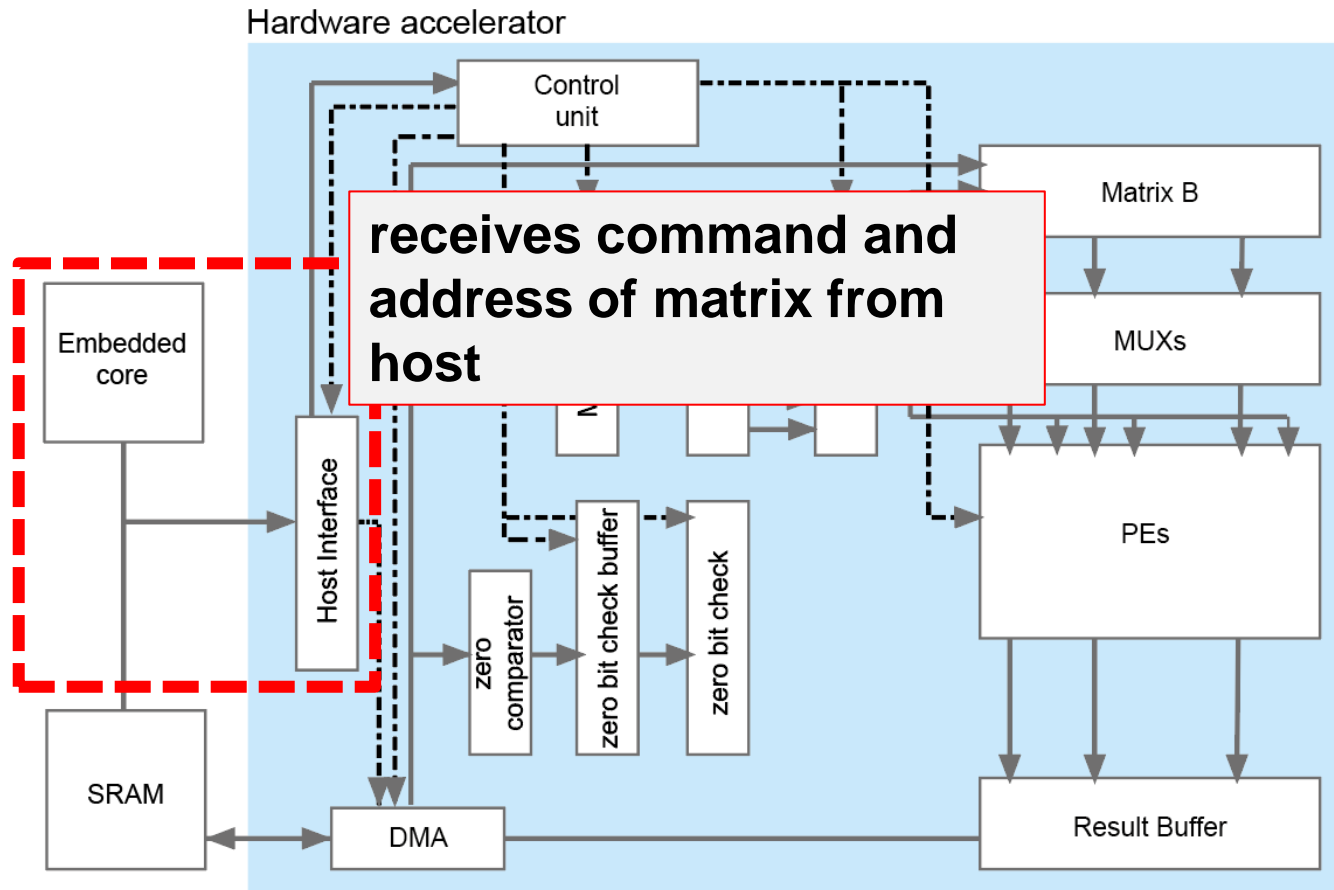 Hardware accelerator
Control
unit
Matrix B
receives command and
address of matrix from
host
Embedded
core
MUXs
Host Interface
PEs
zero
comparator
zero bit check buffer
zero bit check
SRAM
DMA
Result Buffer